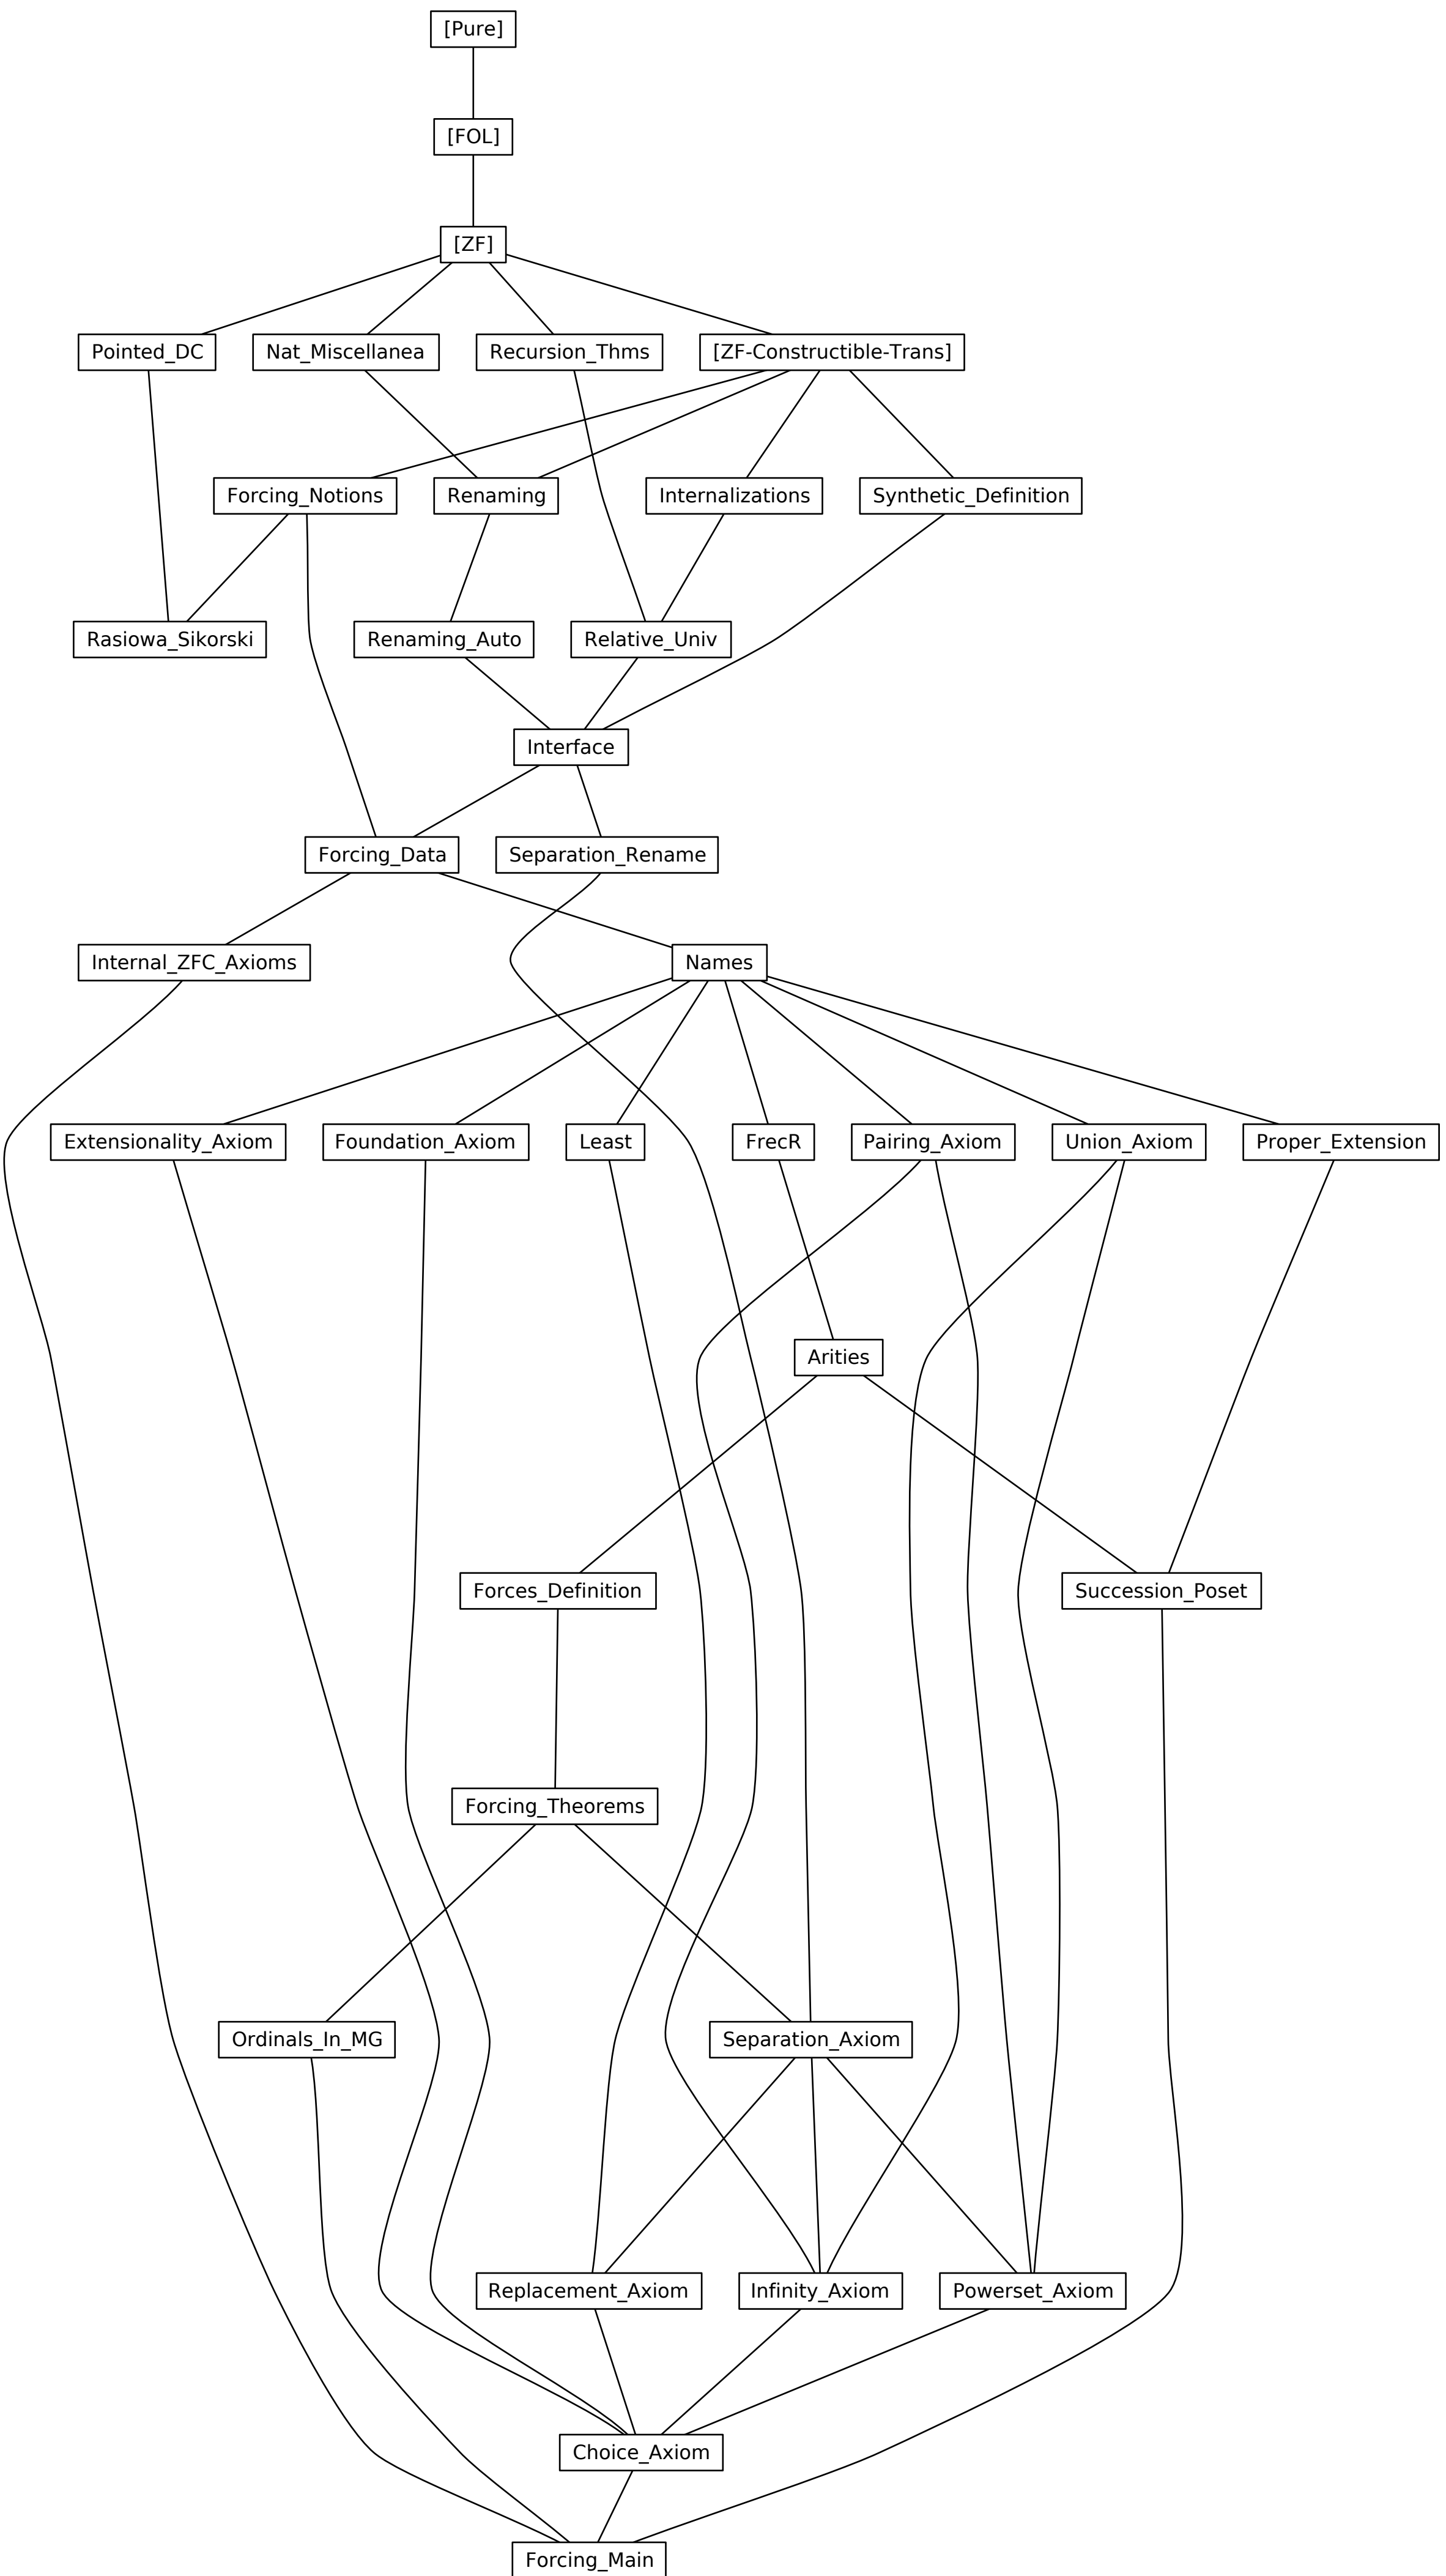 [Pure]
[FOL]
[ZF]
Pointed_DC
Nat_Miscellanea
Recursion_Thms
[ZF-Constructible-Trans]
Forcing_Notions
Renaming
Internalizations
Synthetic_Definition
Rasiowa_Sikorski
Renaming_Auto
Relative_Univ
Interface
Forcing_Data
Separation_Rename
Internal_ZFC_Axioms
Names
Extensionality_Axiom
Foundation_Axiom
Least
FrecR
Pairing_Axiom
Union_Axiom
Proper_Extension
Arities
Forces_Definition
Succession_Poset
Forcing_Theorems
Ordinals_In_MG
Separation_Axiom
Replacement_Axiom
Infinity_Axiom
Powerset_Axiom
Choice_Axiom
Forcing_Main